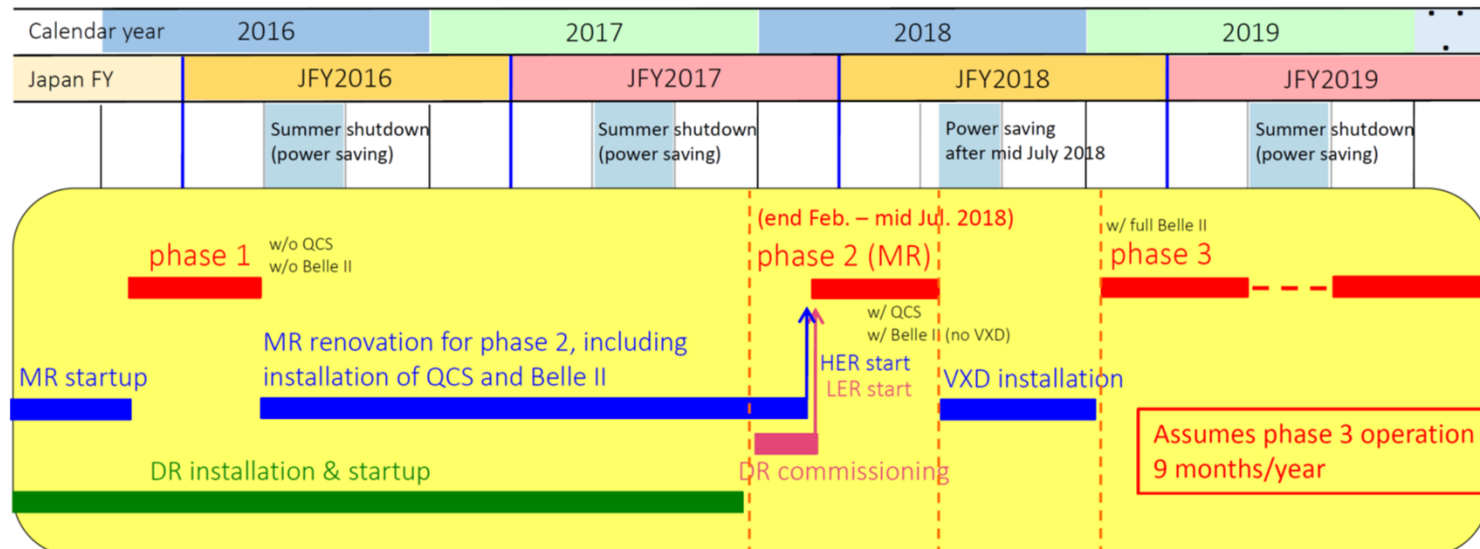 Calendar year 2016 2017 2018 2019
Japan FY JFY2016 JFY2017 JFY2018 JFY2019
Summer shutdown
(power saving)
Summer shutdown
(power saving)
Power saving
after mid July 2018
Summer shutdown
(power saving)
(end Feb. – mid Jul. 2018)
phase 1
w/o QCS
w/o Belle II
phase 2 (MR)
w/ full Belle II
phase 3
w/ QCS
w/ Belle II (no VXD)
MR startup
MR renovation for phase 2, including
installation of QCS and Belle II
HER start
LER start
VXD installation
DR installation & startup
DR commissioning
Assumes phase 3 operation
9 months/year